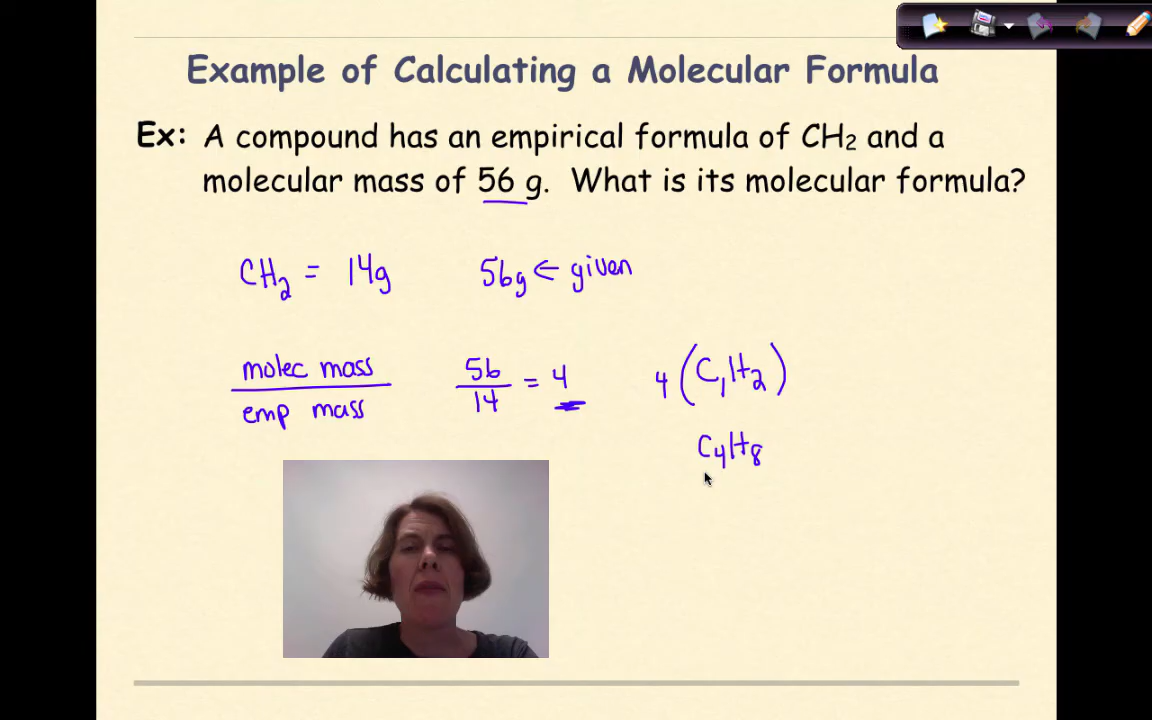 Example of Calculating a Molecular Formula
Ex: A compound has an empirical formula of CH₂ and a
molecular mass of 56 g. What is its molecular formula?
CH₂ = 14g 56g ← given
molec mass
emp mass
56
14
= 4
4(C₁H₂)
C₄H₈